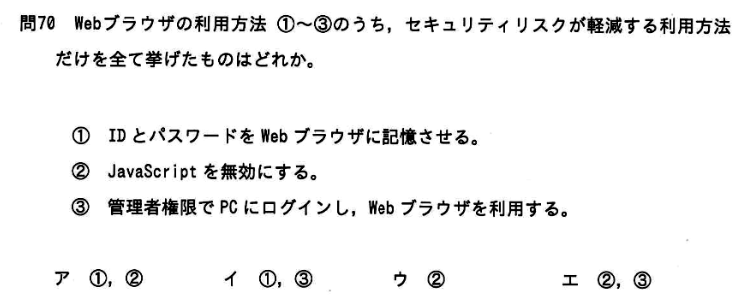 問70 Webブラウザの利用方法 ①～③のうち，セキュリティリスクが軽減する利用方法
だけを全て挙げたものはどれか。
① IDとパスワードをWebブラウザに記憶させる。
② JavaScriptを無効にする。
③ 管理者権限でPCにログインし，Webブラウザを利用する。
ア ①，② イ ①，③ ウ ② エ ②，③